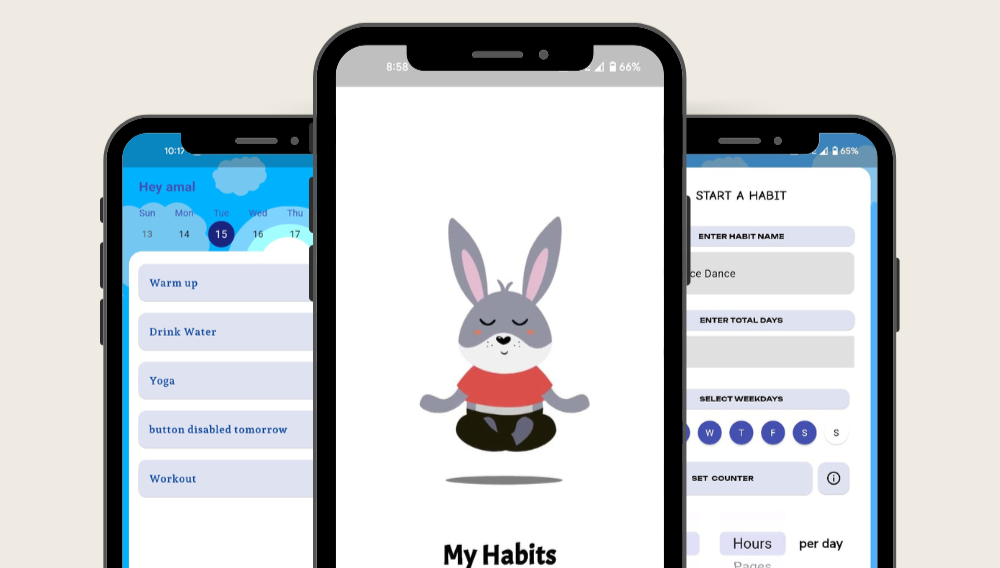 10:17
Hey amal
Sun Mon Tue Wed Thu
13 14 15 16 17
Warm up
Drink Water
Yoga
button disabled tomorrow
Workout
8:58
66%
My Habits
65%
START A HABIT
ENTER HABIT NAME
ce Dance
ENTER TOTAL DAYS
SELECT WEEKDAYS
W T F S S
SET COUNTER
Hours per day
Pages